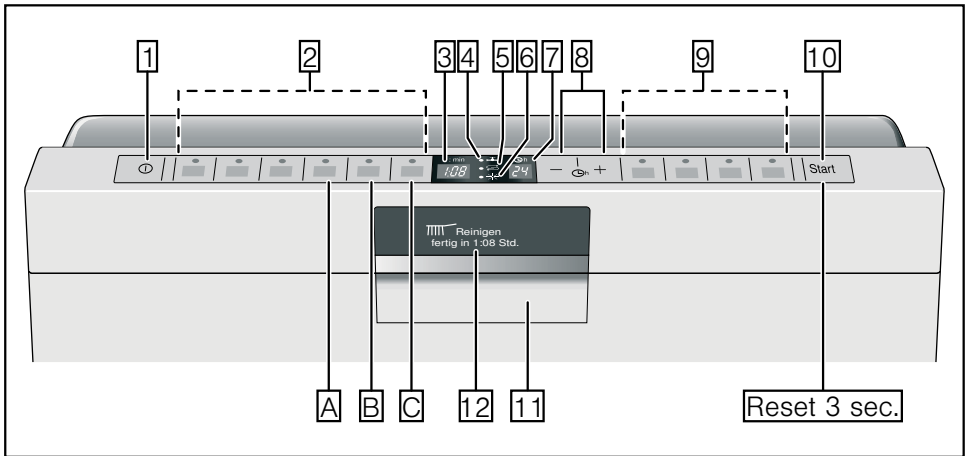 1 2 3 4 5 6 7 8 9 10
min h
1:08 24 h Start
Reinigen
fertig in 1:08 Std.
A B C 12 11 Reset 3 sec.